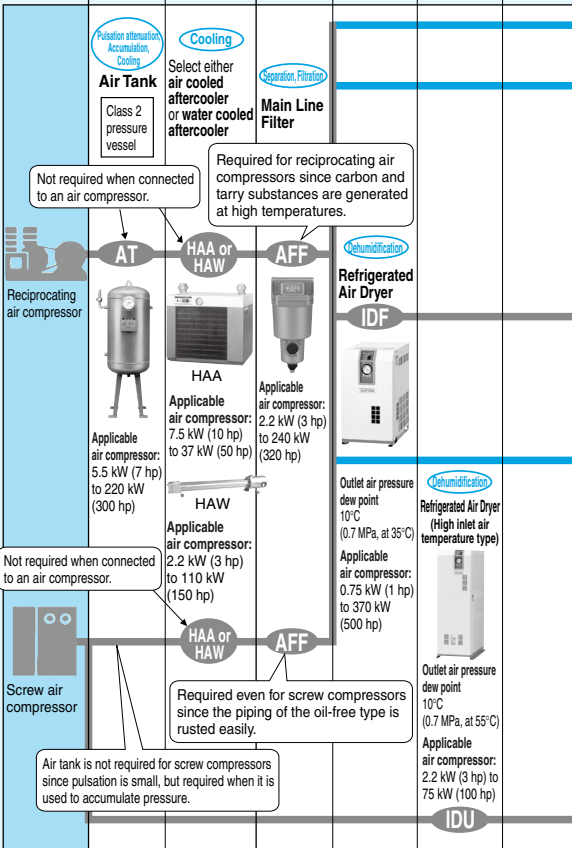 Pulsation attenuation,
Accumulation,
Cooling
Air Tank
Class 2
pressure
vessel
Cooling
Select either
air cooled
aftercooler
or water cooled
aftercooler
Separation, Filtration
Main Line
Filter
Not required when connected
to an air compressor.
Required for reciprocating air
compressors since carbon and
tarry substances are generated
at high temperatures.
Reciprocating
air compressor
AT
HAA or
HAW
AFF
Dehumidification
Refrigerated
Air Dryer
IDF
Applicable
air compressor:
5.5 kW (7 hp)
to 220 kW
(300 hp)
HAA
Applicable
air compressor:
7.5 kW (10 hp)
to 37 kW (50 hp)
HAW
Applicable
air compressor:
2.2 kW (3 hp)
to 110 kW
(150 hp)
Applicable
air compressor:
2.2 kW (3 hp)
to 240 kW
(320 hp)
Outlet air pressure
dew point
10°C
(0.7 MPa, at 35°C)
Applicable
air compressor:
0.75 kW (1 hp)
to 370 kW
(500 hp)
Dehumidification
Refrigerated Air Dryer
(High inlet air
temperature type)
Outlet air pressure
dew point
10°C
(0.7 MPa, at 55°C)
Applicable
air compressor:
2.2 kW (3 hp) to
75 kW (100 hp)
IDU
Not required when connected
to an air compressor.
Screw air
compressor
HAA or
HAW
AFF
Required even for screw compressors
since the piping of the oil-free type is
rusted easily.
Air tank is not required for screw compressors
since pulsation is small, but required when it is
used to accumulate pressure.